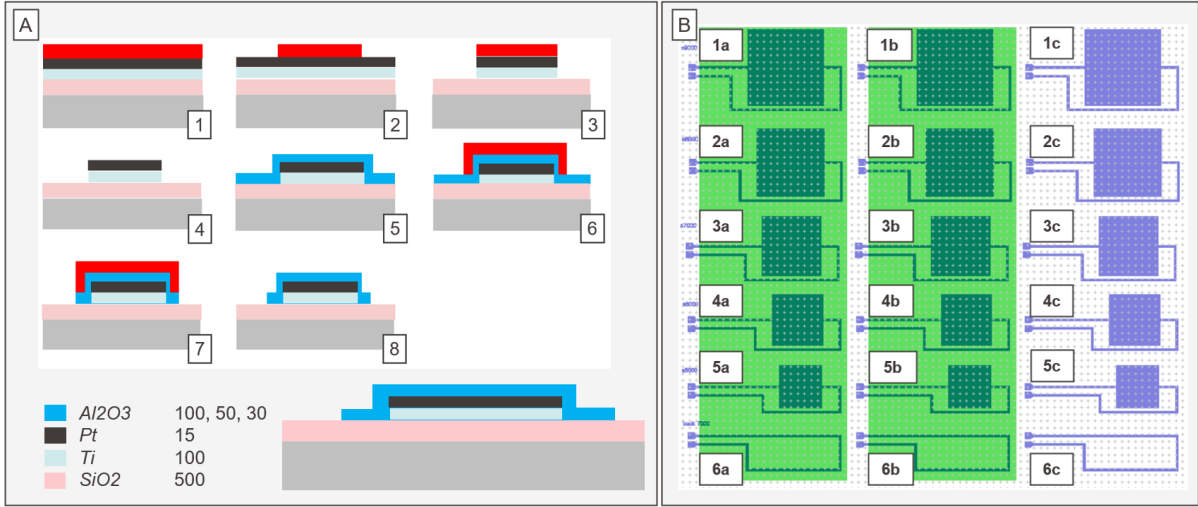 A
1
2
3
4
5
6
7
8
Al2O3 100, 50, 30
Pt 15
Ti 100
SiO2 500
B
1a 1b 1c
2a 2b 2c
3a 3b 3c
4a 4b 4c
5a 5b 5c
6a 6b 6c